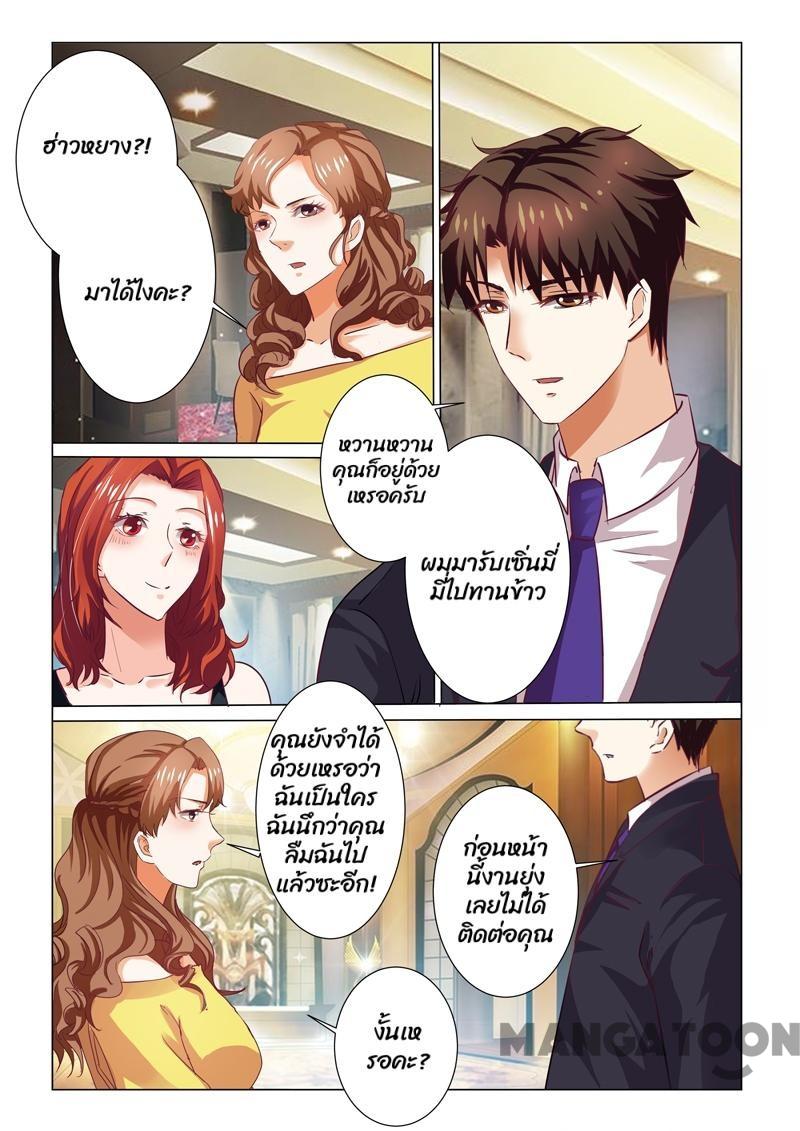 ฮ่าวหยาง?!
มาได้ไงคะ?
หวานหวาน
คุณก็อยู่ด้วย
เหรอครับ
ผมมารับเซิ่นมี่
มี่ไปทานข้าว
คุณยังจำได้
ด้วยเหรอว่า
ฉันเป็นใคร
ฉันนึกว่าคุณ
ลืมฉันไป
แล้วซะอีก!
ก่อนหน้า
นี้งานยุ่ง
เลยไม่ได้
ติดต่อคุณ
งั้นเห
รอคะ?
MANGATOON